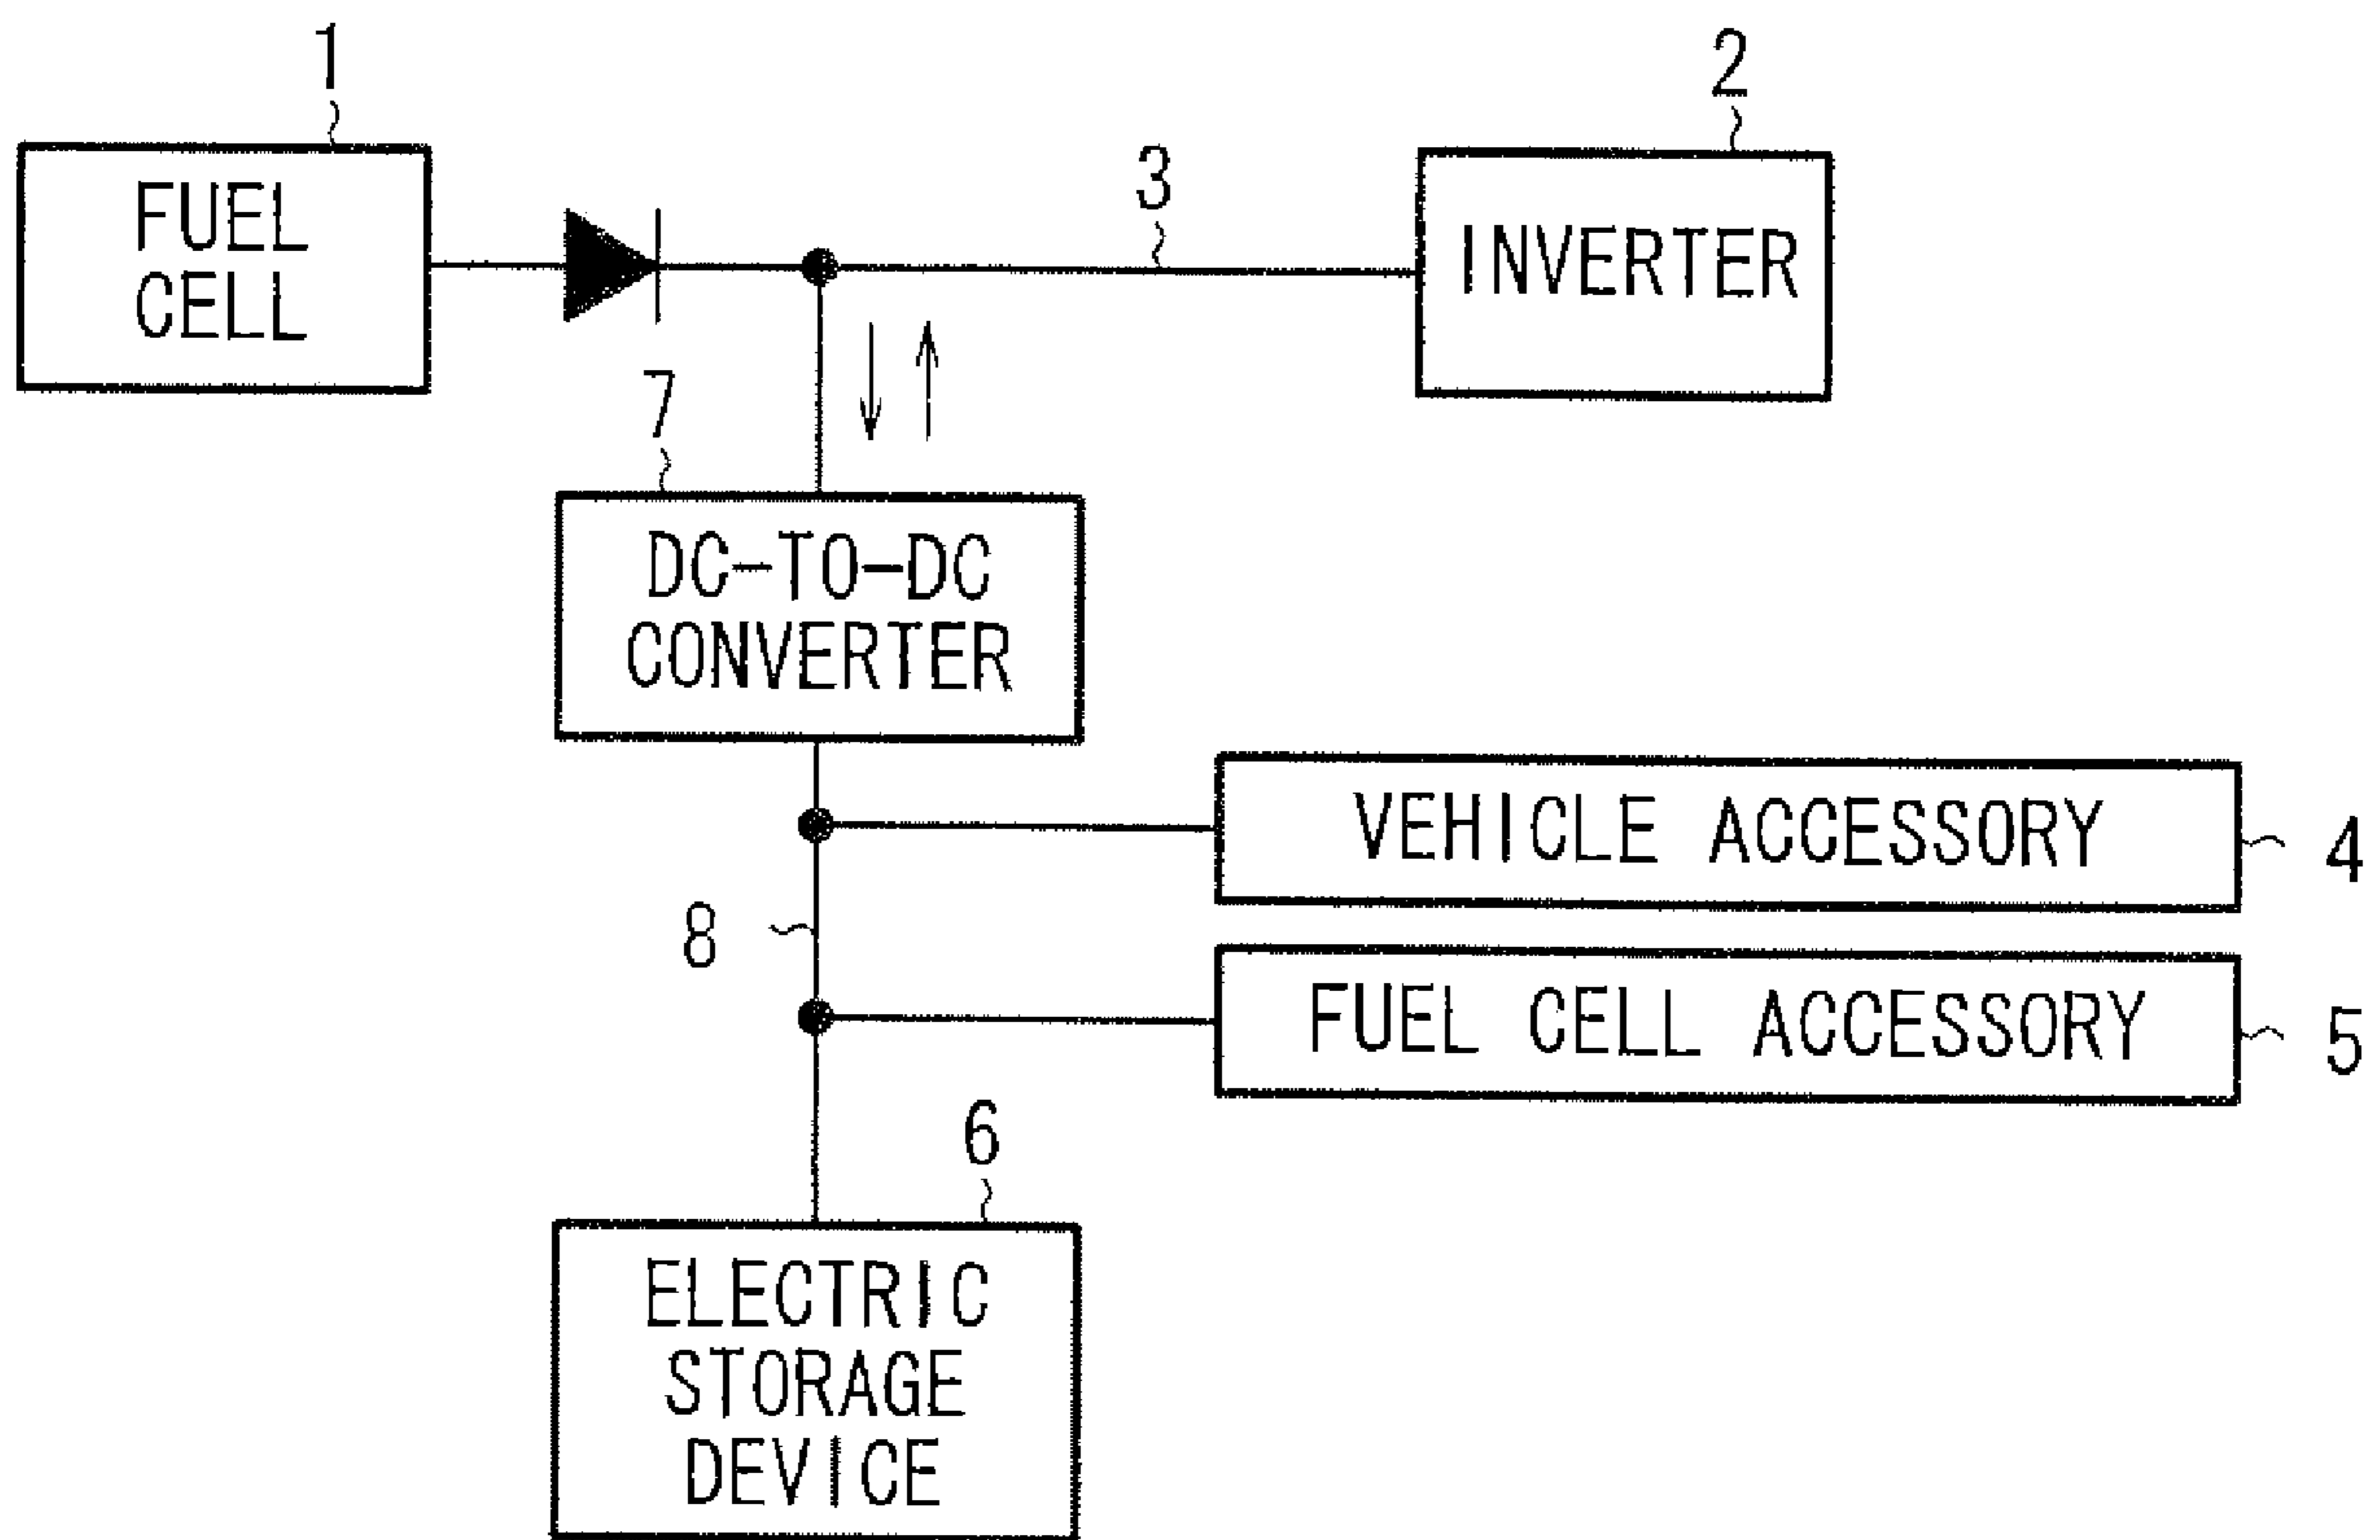 1
2
3
FUEL
CELL
INVERTER
7
DC-TO-DC
CONVERTER
VEHICLE ACCESSORY
4
8
FUEL CELL ACCESSORY
5
6
ELECTRIC
STORAGE
DEVICE